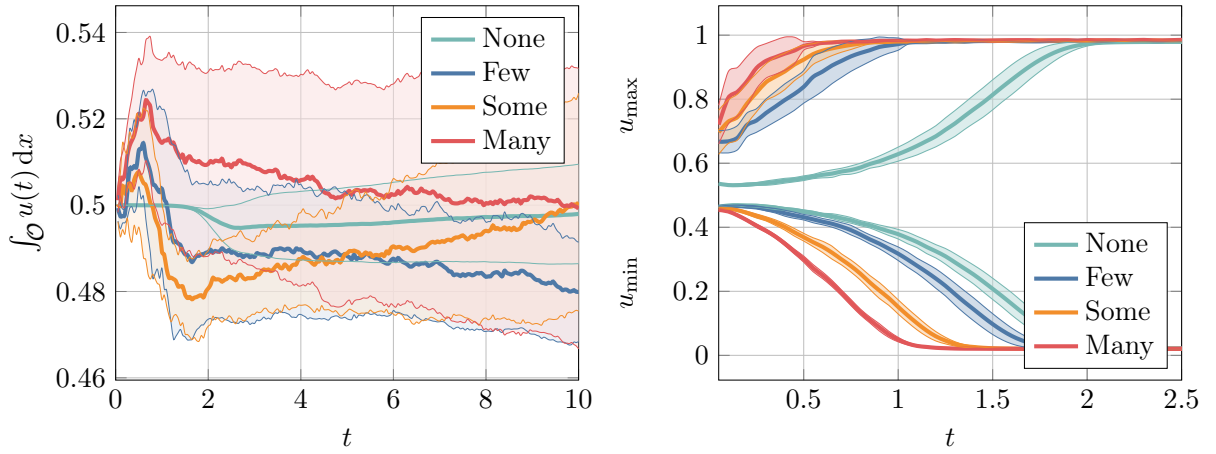 0.54
0.52
0.5
0.48
0.46
∫_O u(t) dx
0 2 4 6 8 10
t
None
Few
Some
Many
1
0.8
0.6
0.4
0.2
0
u_max
u_min
0.5 1 1.5 2 2.5
t
None
Few
Some
Many